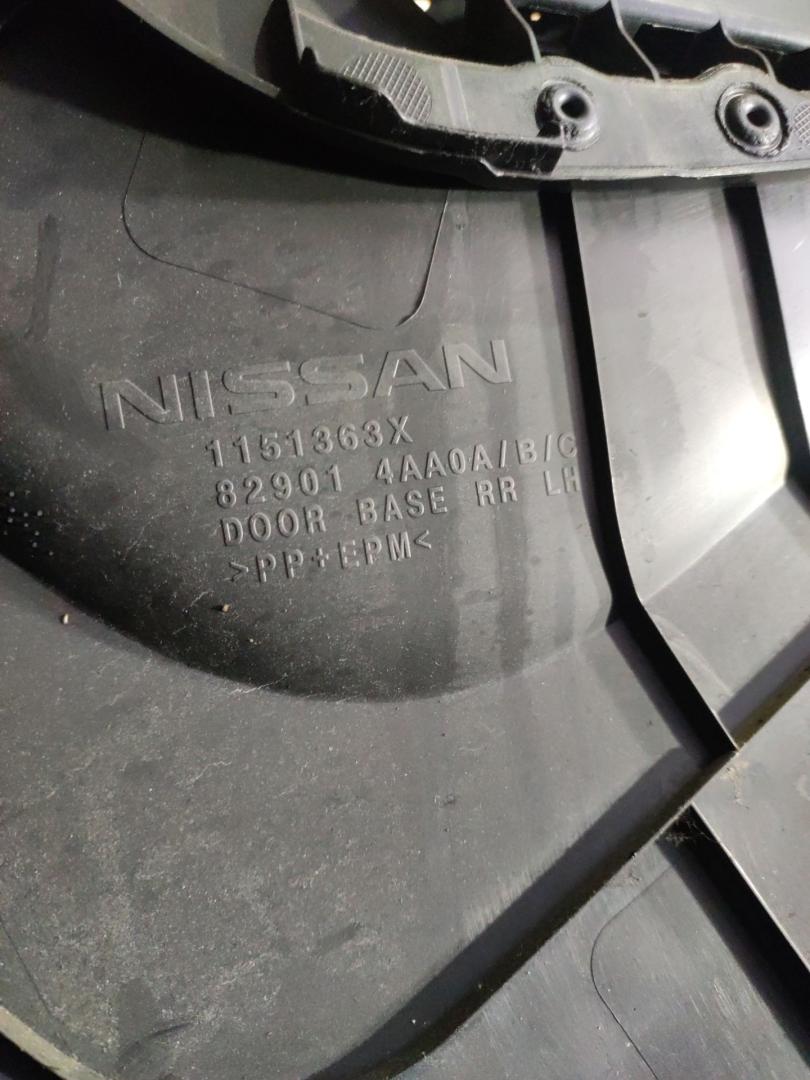 NISSAN
1151363X
82901 4AA0A/B/C
DOOR BASE RR LH
>PP+EPM<